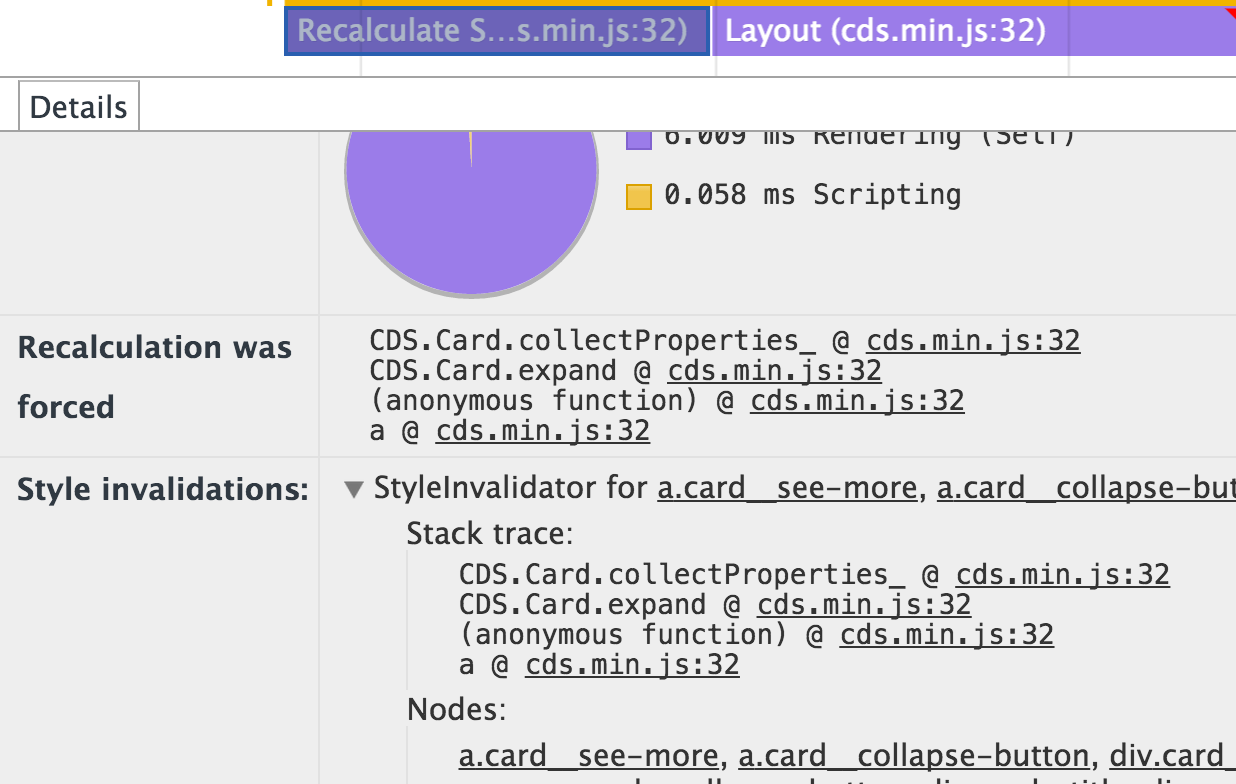 Recalculate S...s.min.js:32) Layout (cds.min.js:32)
Details
6.009 ms Rendering (Self)
0.058 ms Scripting
Recalculation was
forced
CDS.Card.collectProperties_ @ cds.min.js:32
CDS.Card.expand @ cds.min.js:32
(anonymous function) @ cds.min.js:32
a @ cds.min.js:32
Style invalidations:
StyleInvalidator for a.card__see-more, a.card__collapse-but
Stack trace:
CDS.Card.collectProperties_ @ cds.min.js:32
CDS.Card.expand @ cds.min.js:32
(anonymous function) @ cds.min.js:32
a @ cds.min.js:32
Nodes:
a.card__see-more, a.card__collapse-button, div.card_